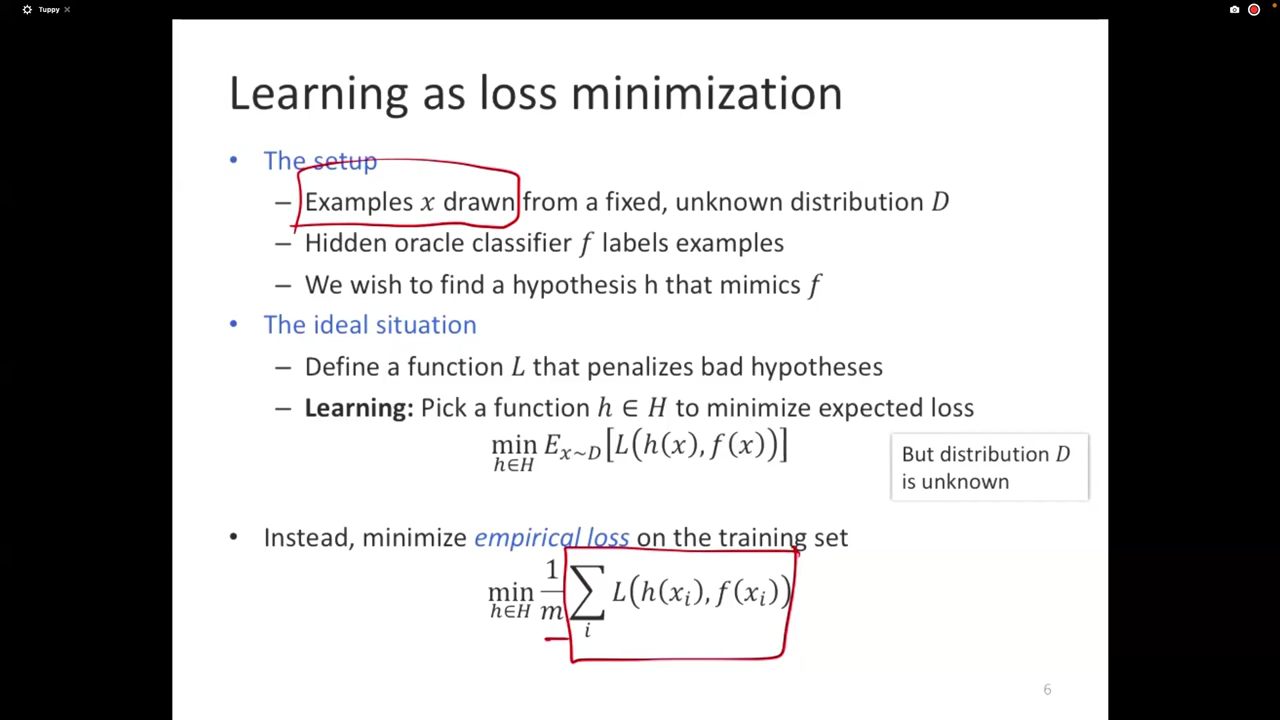 Tuppy
Learning as loss minimization
• The setup
– Examples x drawn from a fixed, unknown distribution D
– Hidden oracle classifier f labels examples
– We wish to find a hypothesis h that mimics f
• The ideal situation
– Define a function L that penalizes bad hypotheses
– Learning: Pick a function h ∈ H to minimize expected loss
min h∈H E_{x~D}[L(h(x), f(x))]
But distribution D
is unknown
• Instead, minimize empirical loss on the training set
min h∈H 1/m ∑_i L(h(x_i), f(x_i))
6